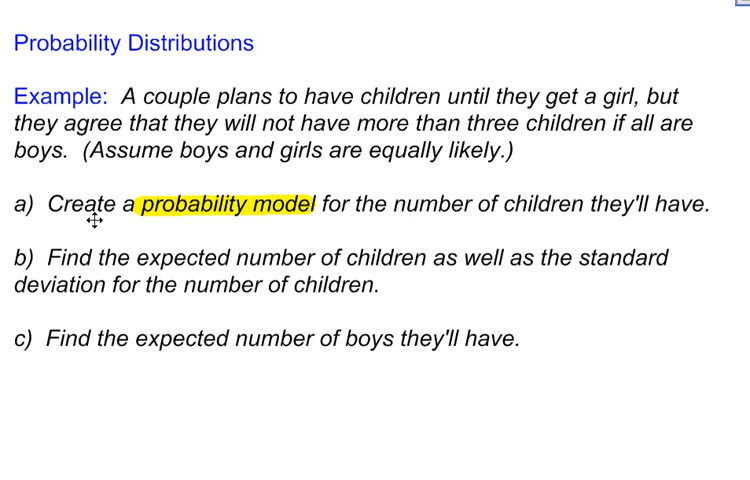 Probability Distributions
Example: A couple plans to have children until they get a girl, but
they agree that they will not have more than three children if all are
boys. (Assume boys and girls are equally likely.)
a) Create a probability model for the number of children they'll have.
b) Find the expected number of children as well as the standard
deviation for the number of children.
c) Find the expected number of boys they'll have.